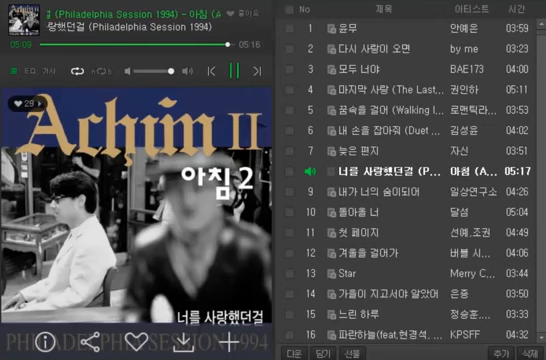 넠 (Philadelphia Session 1994) - 아침 (A
좋아요
랑했던걸 (Philadelphia Session 1994)
05:09
05:16
EQ
가사
29
Achim II
아침 2
너를 사랑했던걸
PHILADELPHIA SESSION 1994
No 제목 아티스트 시간
1 윤무 안예은 03:59
2 다시 사랑이 오면 by me 03:23
3 모두 너야 BAE173 04:00
4 마지막 사랑 (The Last,... 권인하 05:11
5 꿈속을 걸어 (Walking I... 로맨틱라... 03:53
6 내 손을 잡아줘 (Duet ... 김성윤 04:02
7 늦은 편지 자신 03:51
너를 사랑했던걸 (P... 아침 (A... 05:17
9 내가 너의 숨이되어 일상연구소 04:26
10 돌아올 너 달섬 05:04
11 첫 페이지 선예,조권 04:49
12 겨울을 걸어가 버블 시... 04:06
13 Star Merry C... 03:44
14 가을이 지고서야 알았어 은종 03:50
15 느린 하루 정승훈.... 03:33
16 파란하늘(feat,현경석, ... KPSFF 04:32
다운 담기 선물 추가 삭제